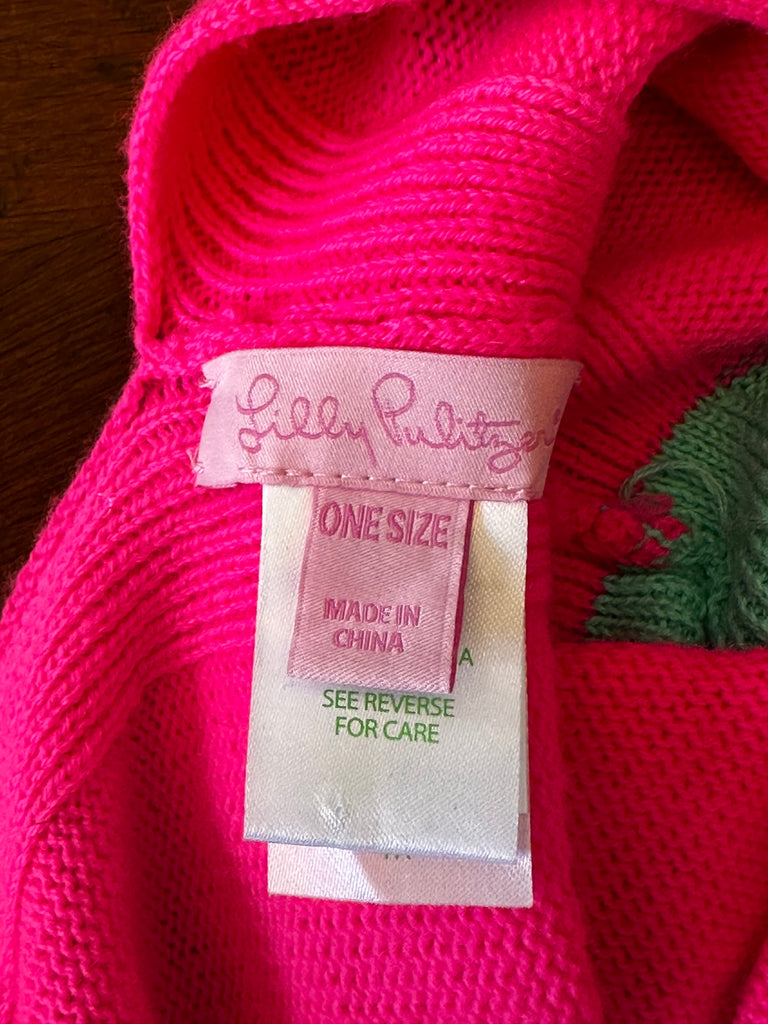 Lilly Pulitzer®
ONE SIZE
MADE IN
CHINA
A
SEE REVERSE
FOR CARE